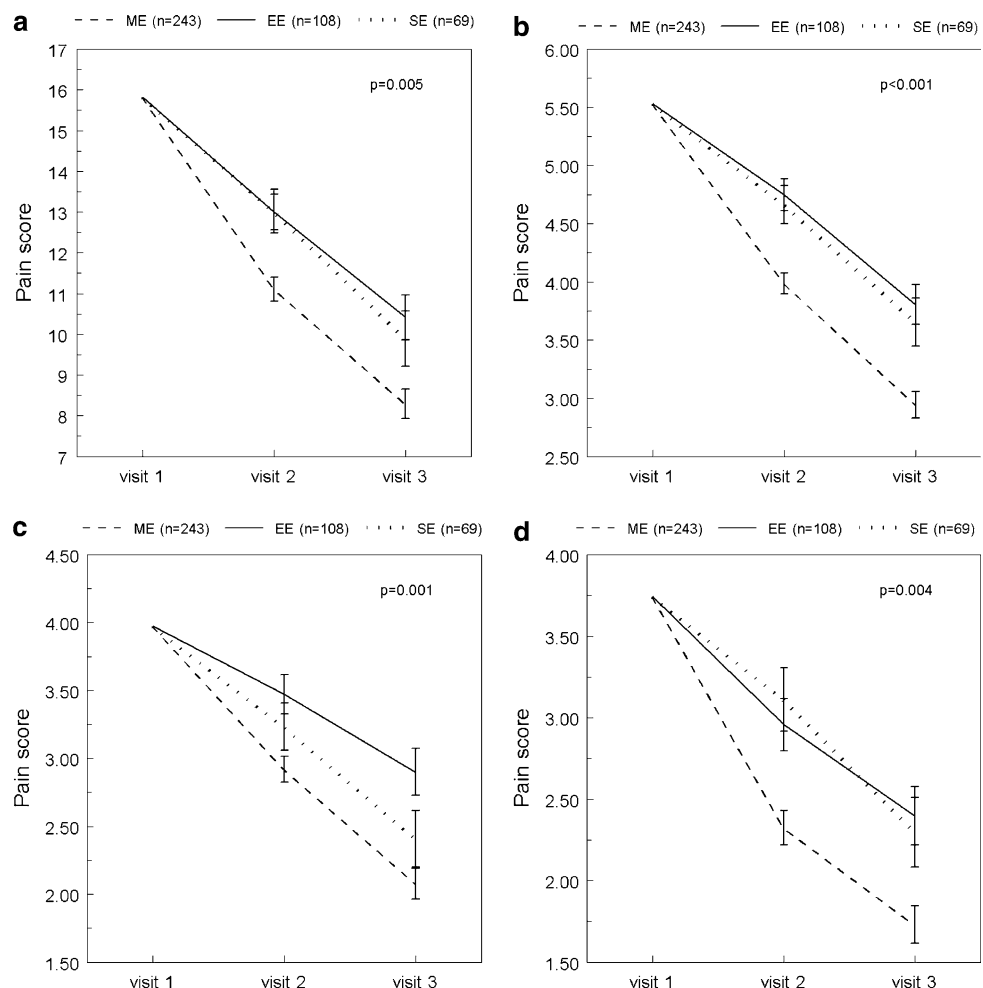 a
ME (n=243) EE (n=108) SE (n=69)
17
16
15
14
13
12
11
10
9
8
7
Pain score
p=0.005
visit 1 visit 2 visit 3
b
ME (n=243) EE (n=108) SE (n=69)
6.00
5.50
5.00
4.50
4.00
3.50
3.00
2.50
Pain score
p<0.001
visit 1 visit 2 visit 3
c
ME (n=243) EE (n=108) SE (n=69)
4.50
4.00
3.50
3.00
2.50
2.00
1.50
Pain score
p=0.001
visit 1 visit 2 visit 3
d
ME (n=243) EE (n=108) SE (n=69)
4.00
3.50
3.00
2.50
2.00
1.50
Pain score
p=0.004
visit 1 visit 2 visit 3